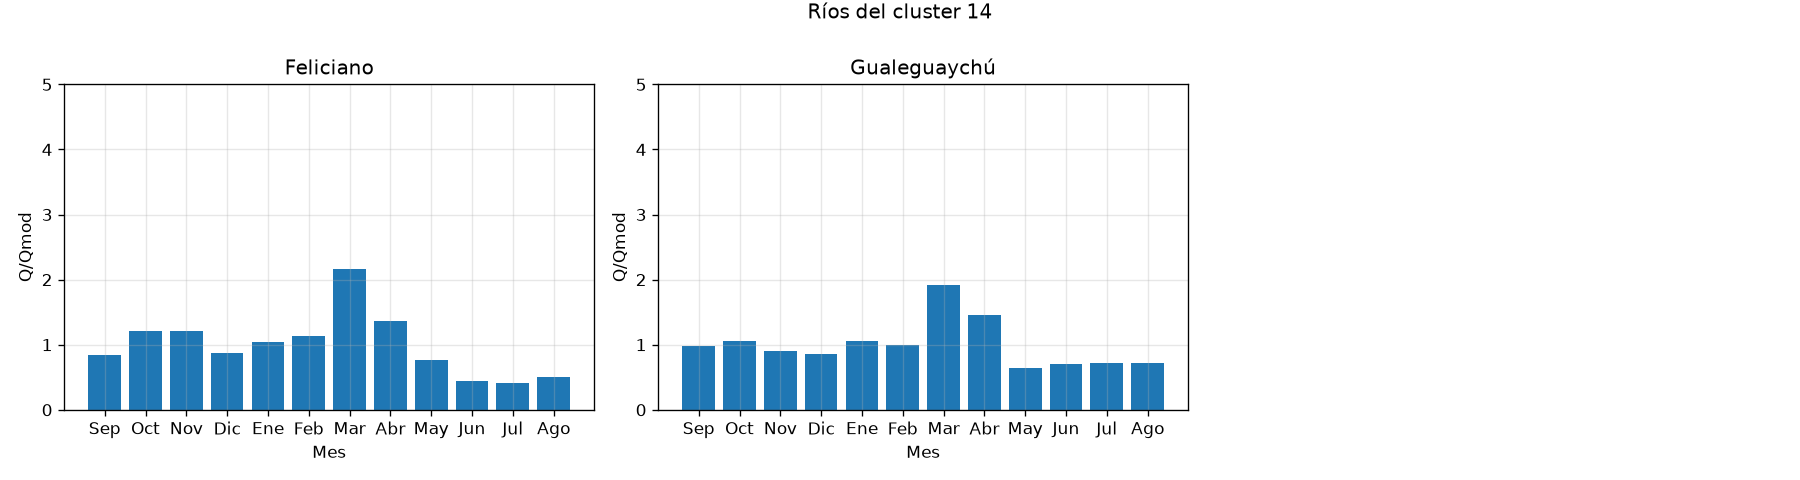 Ríos del cluster 14
Feliciano
5
4
3
2
1
0
Q/Qmod
Sep Oct Nov Dic Ene Feb Mar Abr May Jun Jul Ago
Mes
Gualeguaychú
5
4
3
2
1
0
Q/Qmod
Sep Oct Nov Dic Ene Feb Mar Abr May Jun Jul Ago
Mes